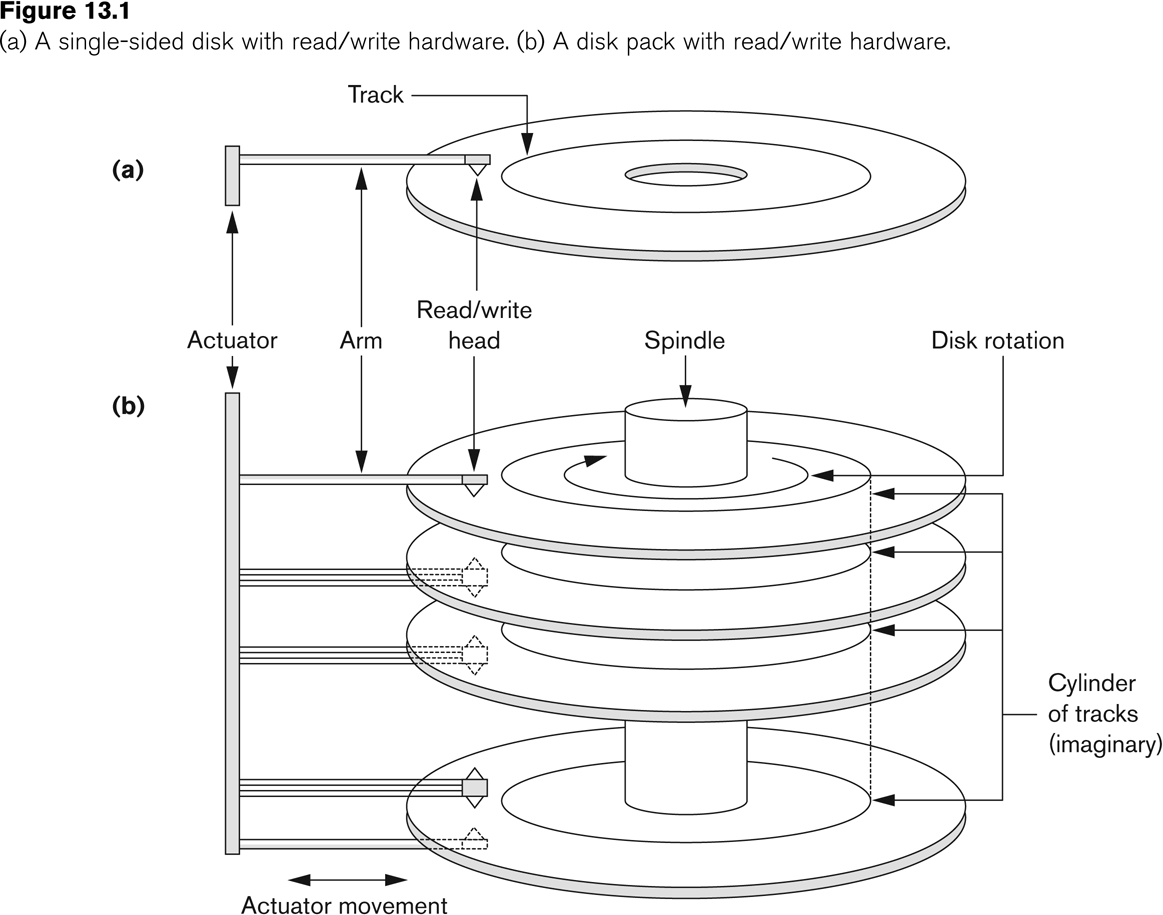 Figure 13.1
(a) A single-sided disk with read/write hardware. (b) A disk pack with read/write hardware.
Track
(a)
Actuator
Arm
Read/write
head
Spindle
Disk rotation
(b)
Cylinder
of tracks
(imaginary)
Actuator movement